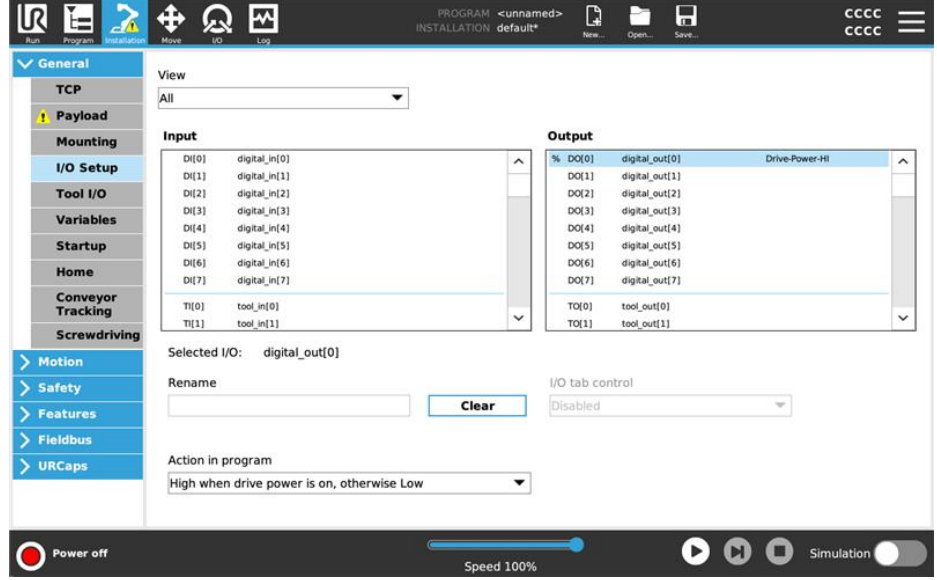 UR
Run
Program
Installation
Move
I/O
Log
PROGRAM <unnamed>
INSTALLATION default*
New...
Open...
Save...
cccc
cccc
General
TCP
Payload
Mounting
I/O Setup
Tool I/O
Variables
Startup
Home
Conveyor
Tracking
Screwdriving
Motion
Safety
Features
Fieldbus
URCaps
View
All
Input
DI[0] digital_in[0]
DI[1] digital_in[1]
DI[2] digital_in[2]
DI[3] digital_in[3]
DI[4] digital_in[4]
DI[5] digital_in[5]
DI[6] digital_in[6]
DI[7] digital_in[7]
TI[0] tool_in[0]
TI[1] tool_in[1]
Output
% DO[0] digital_out[0] Drive-Power-HI
DO[1] digital_out[1]
DO[2] digital_out[2]
DO[3] digital_out[3]
DO[4] digital_out[4]
DO[5] digital_out[5]
DO[6] digital_out[6]
DO[7] digital_out[7]
TO[0] tool_out[0]
TO[1] tool_out[1]
Selected I/O: digital_out[0]
Rename
Clear
I/O tab control
Disabled
Action in program
High when drive power is on, otherwise Low
Power off
Speed 100%
Simulation